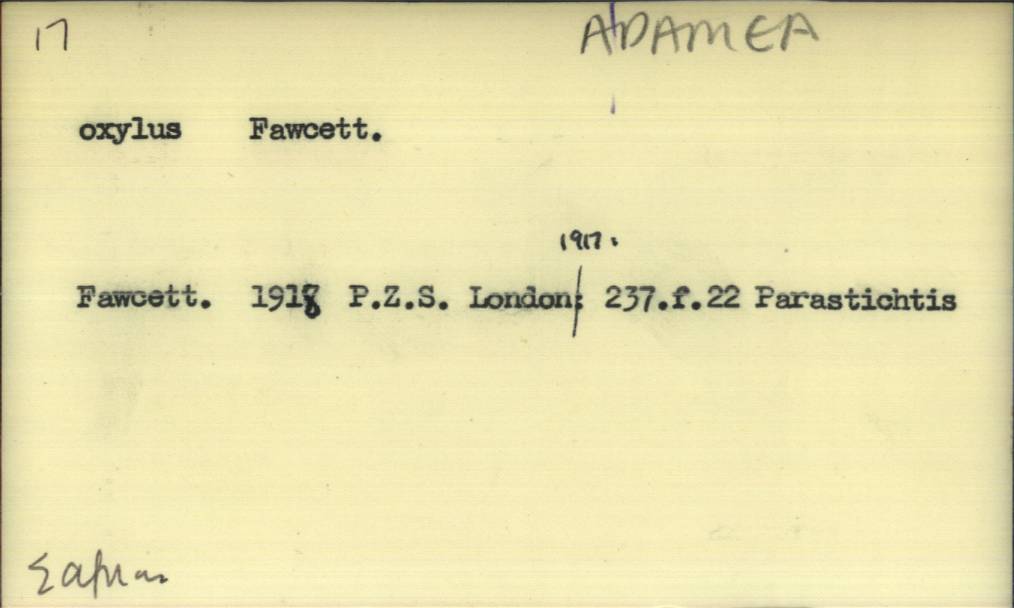 17 ADAMEA
oxylus Fawcett.
1917:
Fawcett. 1918 P.Z.S. London: 237.f.22 Parastichtis